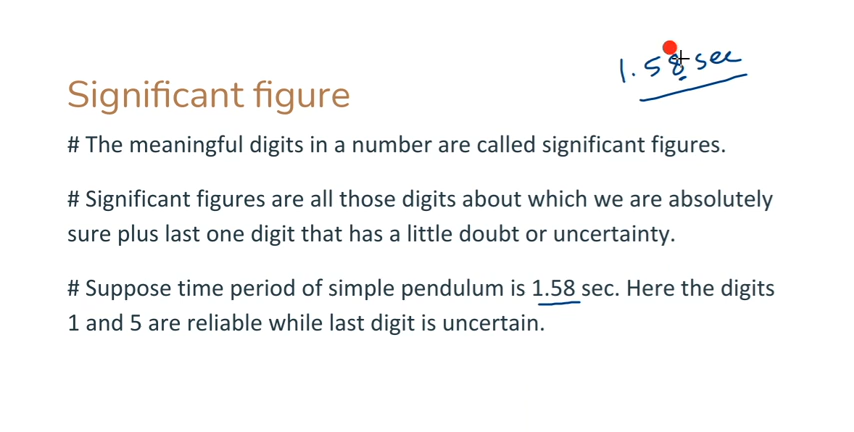 1.58 sec
Significant figure
# The meaningful digits in a number are called significant figures.
# Significant figures are all those digits about which we are absolutely
sure plus last one digit that has a little doubt or uncertainty.
# Suppose time period of simple pendulum is 1.58 sec. Here the digits
1 and 5 are reliable while last digit is uncertain.